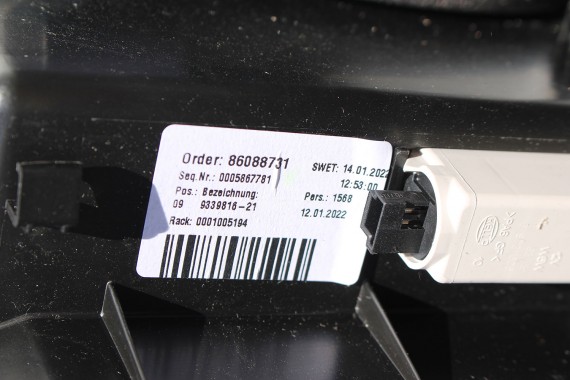 Order: 86088731 SWET: 14.01.2022
Seq.Nr.: 0005867781 12:53:00
Pos.: Bezeichnung: Pers.: 1568
09 9339816-21 12.01.2022
Rack: 0001005194